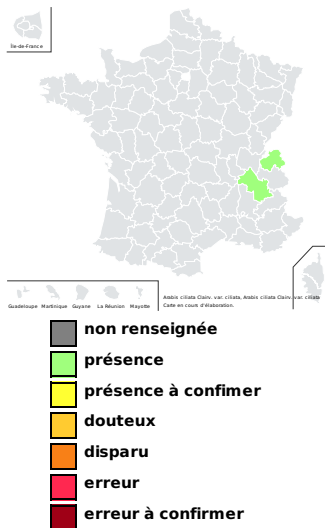 Île-de-France
Guadeloupe Martinique Guyane La Réunion Mayotte
Arabis ciliata Clairv. var. ciliata, Arabis ciliata Clairv. var. ciliata
Carte en cours d'élaboration.
non renseignée
présence
présence à confimer
douteux
disparu
erreur
erreur à confirmer